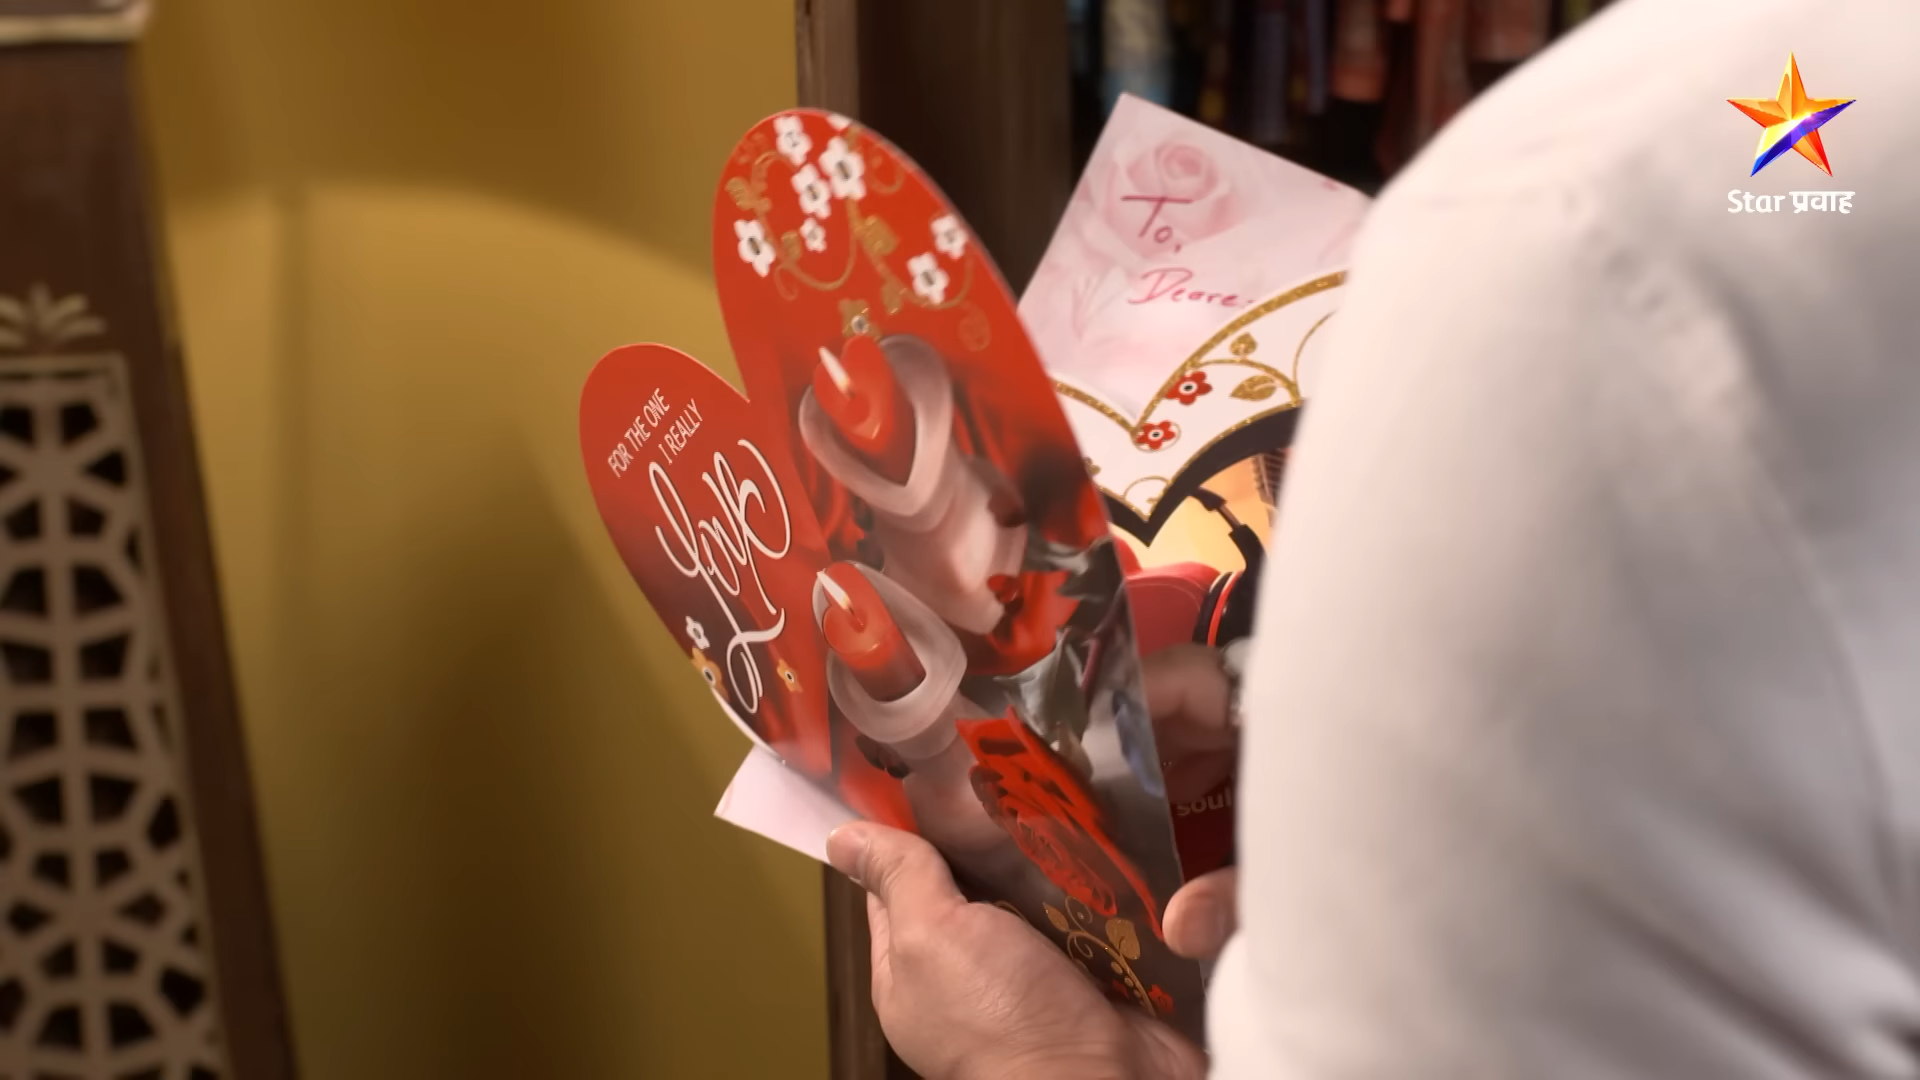 FOR THE ONE
I REALLY
Love
To,
Deare
soul
Star प्रवाह